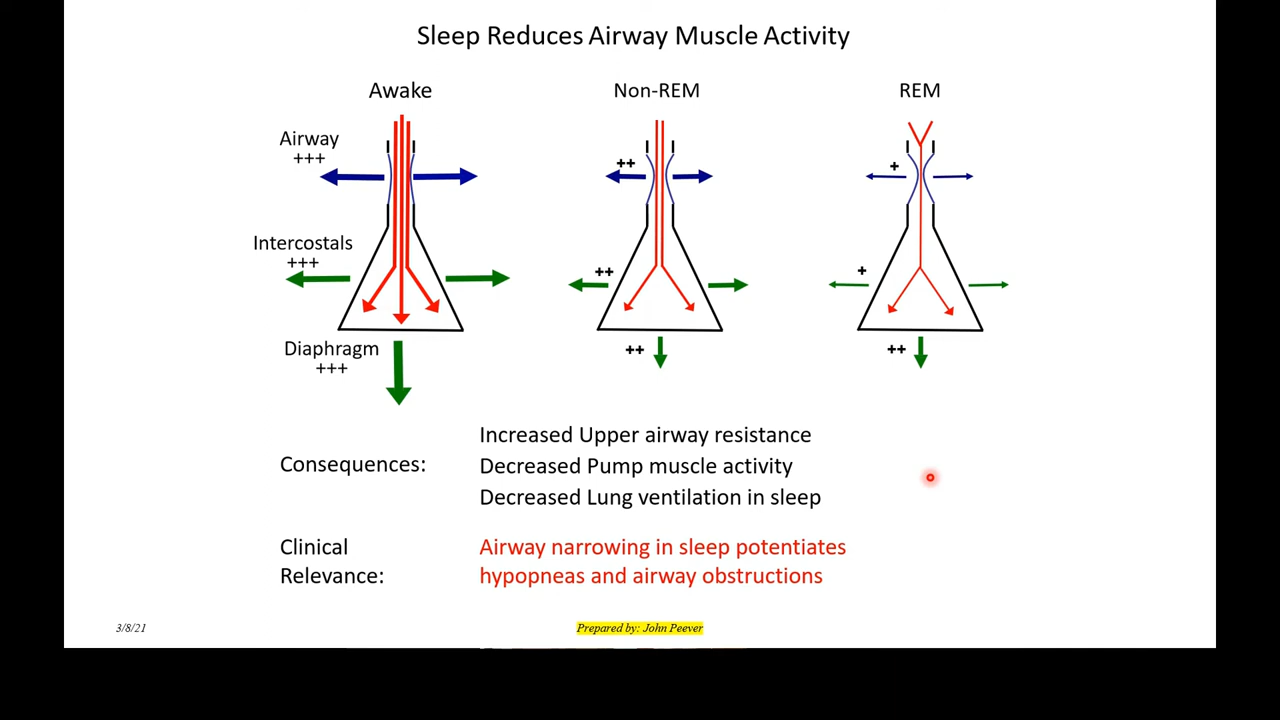 Sleep Reduces Airway Muscle Activity
Awake
Non-REM
REM
Airway
+++
++
+
Intercostals
+++
++
+
Diaphragm
+++
++
++
Consequences:
Increased Upper airway resistance
Decreased Pump muscle activity
Decreased Lung ventilation in sleep
Clinical
Relevance:
Airway narrowing in sleep potentiates
hypopneas and airway obstructions
3/8/21
Prepared by: John Peever